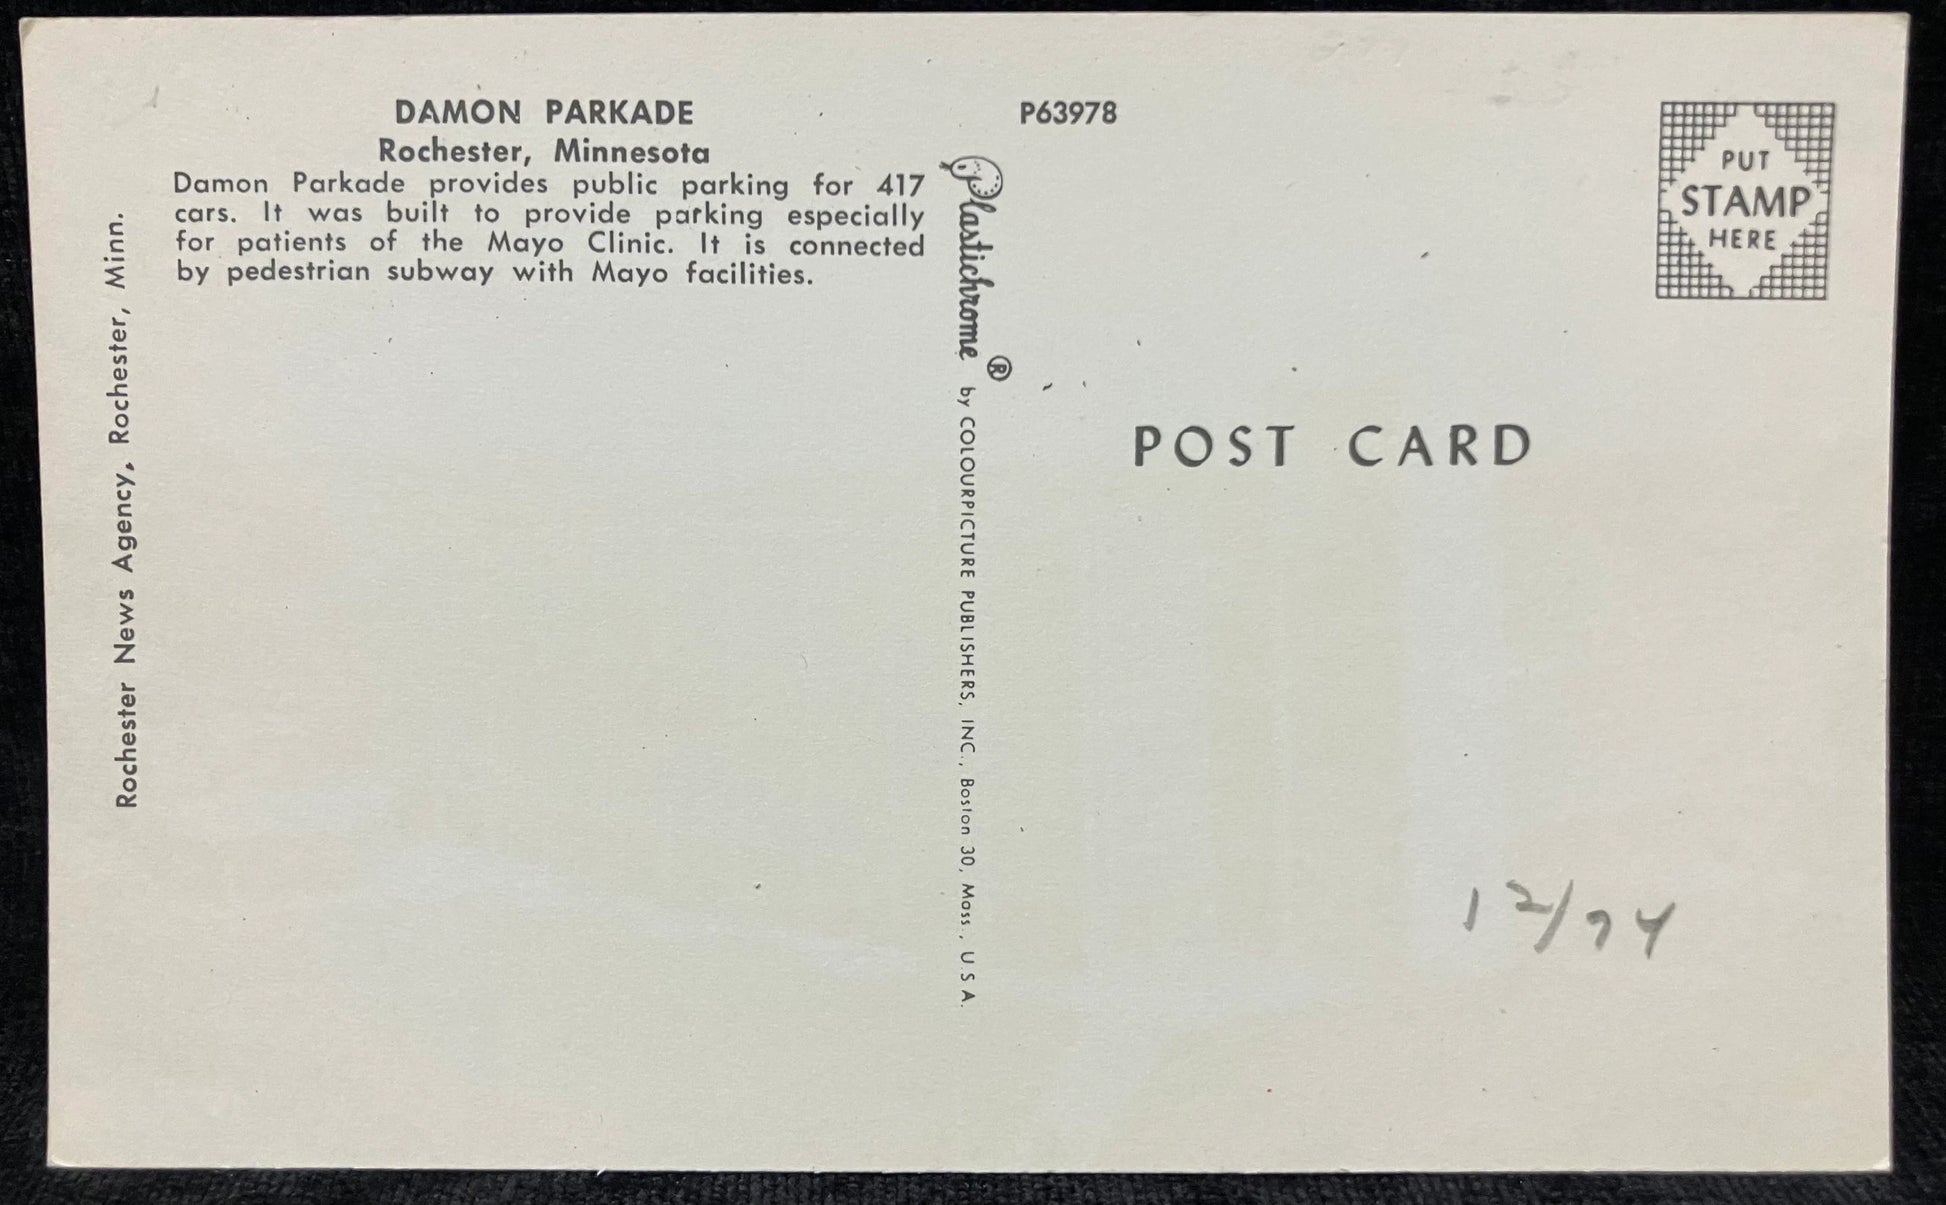 DAMON PARKADE
Rochester, Minnesota
Damon Parkade provides public parking for 417
cars. It was built to provide parking especially
for patients of the Mayo Clinic. It is connected
by pedestrian subway with Mayo facilities.
Rochester News Agency, Rochester, Minn.
Plastichrome ® by COLOURPICTURE PUBLISHERS, INC., Boston 30, Mass., U.S.A.
P63978
PUT
STAMP
HERE
POST CARD
12/74